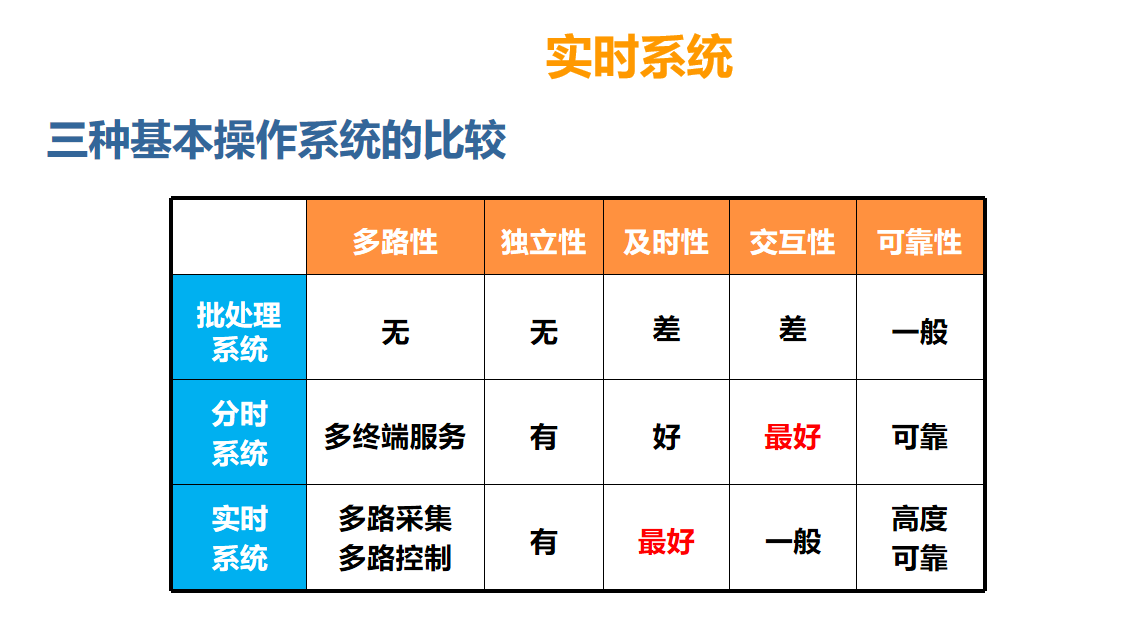 实时系统
三种基本操作系统的比较
多路性 独立性 及时性 交互性 可靠性
批处理
系统
无 无 差 差 一般
分时
系统
多终端服务 有 好 最好 可靠
实时
系统
多路采集
多路控制
有 最好 一般
高度
可靠